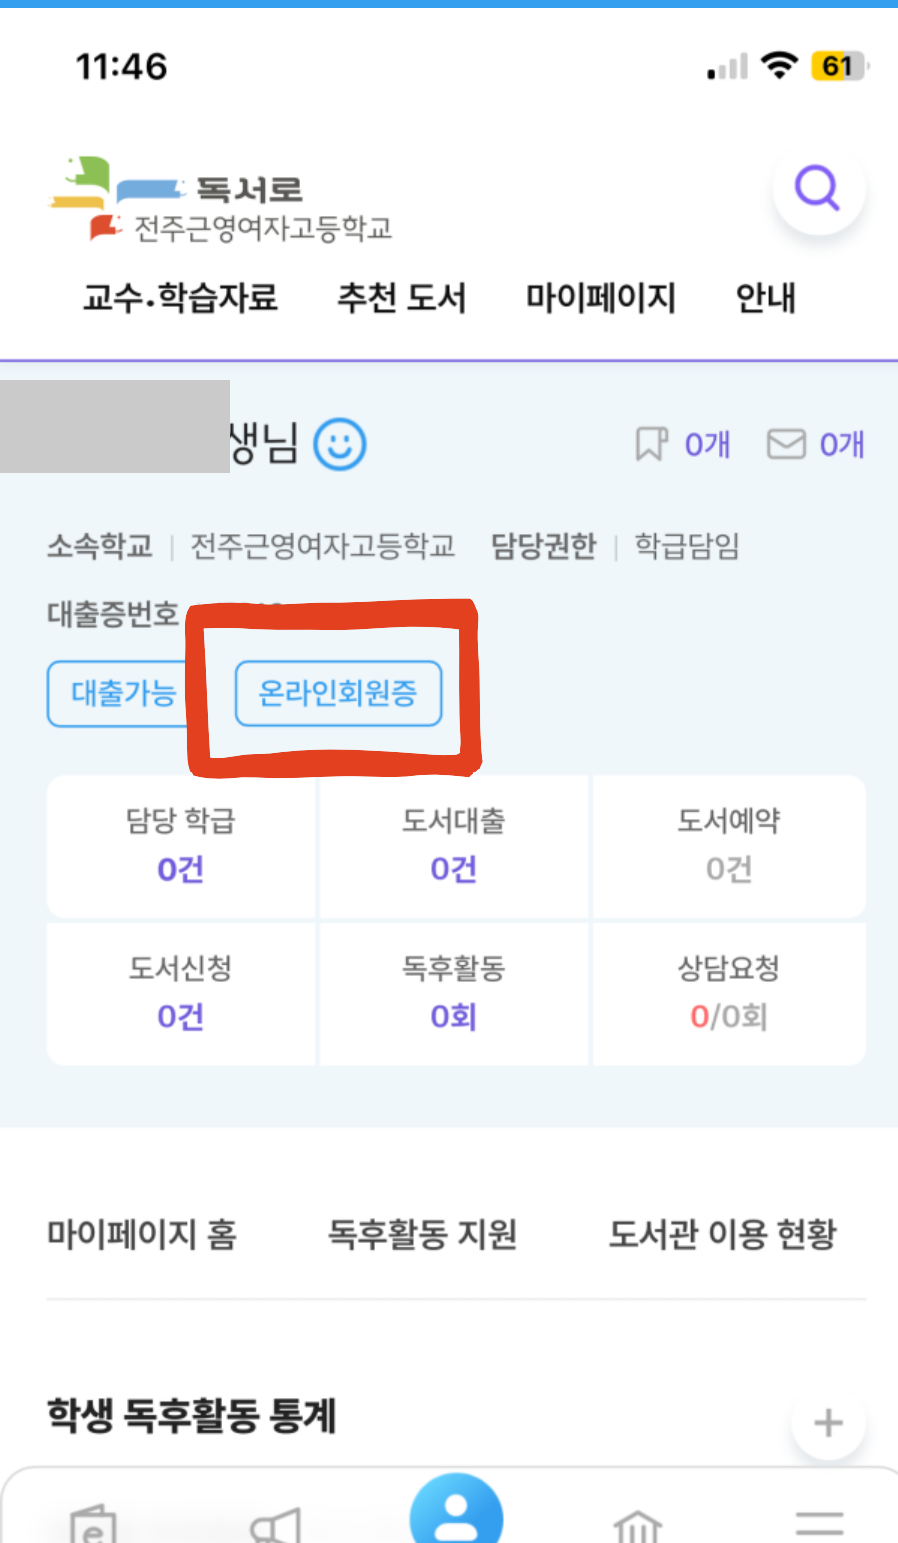 11:46
61
독서로
전주근영여자고등학교
교수·학습자료 추천 도서 마이페이지 안내
생님 0개 0개
소속학교 | 전주근영여자고등학교 담당권한 | 학급담임
대출증번호
대출가능 온라인회원증
담당 학급 도서대출 도서예약
0건 0건 0건
도서신청 독후활동 상담요청
0건 0회 0/0회
마이페이지 홈 독후활동 지원 도서관 이용 현황
학생 독후활동 통계
e